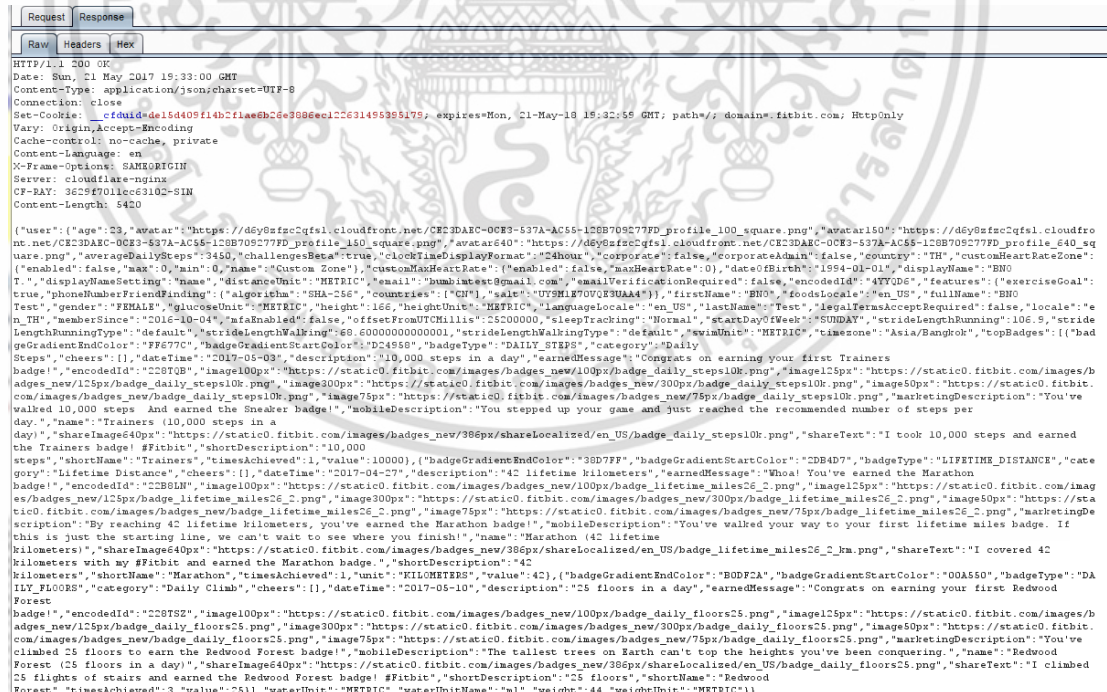 Request Response
Raw Headers Hex
HTTP/1.1 200 OK
Date: Sun, 21 May 2017 19:33:00 GMT
Content-Type: application/json;charset=UTF-8
Connection: close
Set-Cookie: __cfduid=de15d409f14b2f1ae6b26e3886ec122631495395179; expires=Mon, 21-May-18 19:32:59 GMT; path=/; domain=.fitbit.com; HttpOnly
Vary: Origin,Accept-Encoding
Cache-control: no-cache, private
Content-Language: en
X-Frame-Options: SAMEORIGIN
Server: cloudflare-nginx
CF-RAY: 3629f7011cc63102-SIN
Content-Length: 5420
{"user":{"age":23,"avatar":"https://d6y8zfzc2qfsl.cloudfront.net/CE23DAEC-0CE3-537A-AC55-128B709277FD_profile_100_square.png","avatar150":"https://d6y8zfzc2qfsl.cloudfro
nt.net/CE23DAEC-0CE3-537A-AC55-128B709277FD_profile_150_square.png","avatar640":"https://d6y8zfzc2qfsl.cloudfront.net/CE23DAEC-0CE3-537A-AC55-128B709277FD_profile_640_sq
uare.png","averageDailySteps":3450,"challengesBeta":true,"clockTimeDisplayFormat":"24hour","corporate":false,"corporateAdmin":false,"country":"TH","customHeartRateZone":
{"enabled":false,"max":0,"min":0,"name":"Custom Zone"},"customMaxHeartRate":{"enabled":false,"maxHeartRate":0},"dateOfBirth":"1994-01-01","displayName":"BNO
T.","displayNameSetting":"name","distanceUnit":"METRIC","email":"bumbimtest@gmail.com","emailVerificationRequired":false,"encodedId":"4YYQD6","features":{"exerciseGoal":
true,"phoneNumberFriendFinding":{"algorithm":"SHA-256","countries":["CN"],"salt":"UY9MJE7OVQE3UAA4"}},"firstName":"BNO","foodsLocale":"en_US","fullName":"BNO
Test","gender":"FEMALE","glucoseUnit":"METRIC","height":166,"heightUnit":"METRIC","languageLocale":"en_US","lastName":"Test","legalTermsAcceptRequired":false,"locale":"e
n_TH","memberSince":"2016-10-04","mfaEnabled":false,"offsetFromUTCMillis":25200000,"sleepTracking":"Normal","startDayOfWeek":"SUNDAY","strideLengthRunning":106.9,"stride
LengthRunningType":"default","strideLengthWalking":68.60000000000001,"strideLengthWalkingType":"default","swimUnit":"METRIC","timezone":"Asia/Bangkok","topBadges":[{"bad
geGradientEndColor":"FF677C","badgeGradientStartColor":"D24958","badgeType":"DAILY_STEPS","category":"Daily
Steps","cheers":[],"dateTime":"2017-05-03","description":"10,000 steps in a day","earnedMessage":"Congrats on earning your first Trainers
badge!","encodedId":"228TQB","image100px":"https://static0.fitbit.com/images/badges_new/100px/badge_daily_steps10k.png","image125px":"https://static0.fitbit.com/images/b
adges_new/125px/badge_daily_steps10k.png","image300px":"https://static0.fitbit.com/images/badges_new/300px/badge_daily_steps10k.png","image50px":"https://static0.fitbit.
com/images/badges_new/badge_daily_steps10k.png","image75px":"https://static0.fitbit.com/images/badges_new/75px/badge_daily_steps10k.png","marketingDescription":"You've
walked 10,000 steps  And earned the Sneaker badge!","mobileDescription":"You stepped up your game and just reached the recommended number of steps per
day.","name":"Trainers (10,000 steps in a
day)","shareImage640px":"https://static0.fitbit.com/images/badges_new/386px/shareLocalized/en_US/badge_daily_steps10k.png","shareText":"I took 10,000 steps and earned
the Trainers badge! #Fitbit","shortDescription":"10,000
steps","shortName":"Trainers","timesAchieved":1,"value":10000},{"badgeGradientEndColor":"38D7FF","badgeGradientStartColor":"2DB4D7","badgeType":"LIFETIME_DISTANCE","cate
gory":"Lifetime Distance","cheers":[],"dateTime":"2017-04-27","description":"42 lifetime kilometers","earnedMessage":"Whoa! You've earned the Marathon
badge!","encodedId":"22B8LN","image100px":"https://static0.fitbit.com/images/badges_new/100px/badge_lifetime_miles26_2.png","image125px":"https://static0.fitbit.com/imag
es/badges_new/125px/badge_lifetime_miles26_2.png","image300px":"https://static0.fitbit.com/images/badges_new/300px/badge_lifetime_miles26_2.png","image50px":"https://sta
tic0.fitbit.com/images/badges_new/badge_lifetime_miles26_2.png","image75px":"https://static0.fitbit.com/images/badges_new/75px/badge_lifetime_miles26_2.png","marketingDe
scription":"By reaching 42 lifetime kilometers, you've earned the Marathon badge!","mobileDescription":"You've walked your way to your first lifetime miles badge. If
this is just the starting line, we can't wait to see where you finish!","name":"Marathon (42 lifetime
kilometers)","shareImage640px":"https://static0.fitbit.com/images/badges_new/386px/shareLocalized/en_US/badge_lifetime_miles26_2_km.png","shareText":"I covered 42
kilometers with my #Fitbit and earned the Marathon badge.","shortDescription":"42
kilometers","shortName":"Marathon","timesAchieved":1,"unit":"KILOMETERS","value":42},{"badgeGradientEndColor":"B0DF2A","badgeGradientStartColor":"00A550","badgeType":"DA
ILY_FLOORS","category":"Daily Climb","cheers":[],"dateTime":"2017-05-10","description":"25 floors in a day","earnedMessage":"Congrats on earning your first Redwood
Forest
badge!","encodedId":"228TSZ","image100px":"https://static0.fitbit.com/images/badges_new/100px/badge_daily_floors25.png","image125px":"https://static0.fitbit.com/images/b
adges_new/125px/badge_daily_floors25.png","image300px":"https://static0.fitbit.com/images/badges_new/300px/badge_daily_floors25.png","image50px":"https://static0.fitbit.
com/images/badges_new/badge_daily_floors25.png","image75px":"https://static0.fitbit.com/images/badges_new/75px/badge_daily_floors25.png","marketingDescription":"You've
climbed 25 floors to earn the Redwood Forest badge!","mobileDescription":"The tallest trees on Earth can't top the heights you've been conquering.","name":"Redwood
Forest (25 floors in a day)","shareImage640px":"https://static0.fitbit.com/images/badges_new/386px/shareLocalized/en_US/badge_daily_floors25.png","shareText":"I climbed
25 flights of stairs and earned the Redwood Forest badge! #Fitbit","shortDescription":"25 floors","shortName":"Redwood
Forest","timesAchieved":3,"value":25}],"waterUnit":"METRIC","waterUnitName":"ml","weight":44,"weightUnit":"METRIC"}}